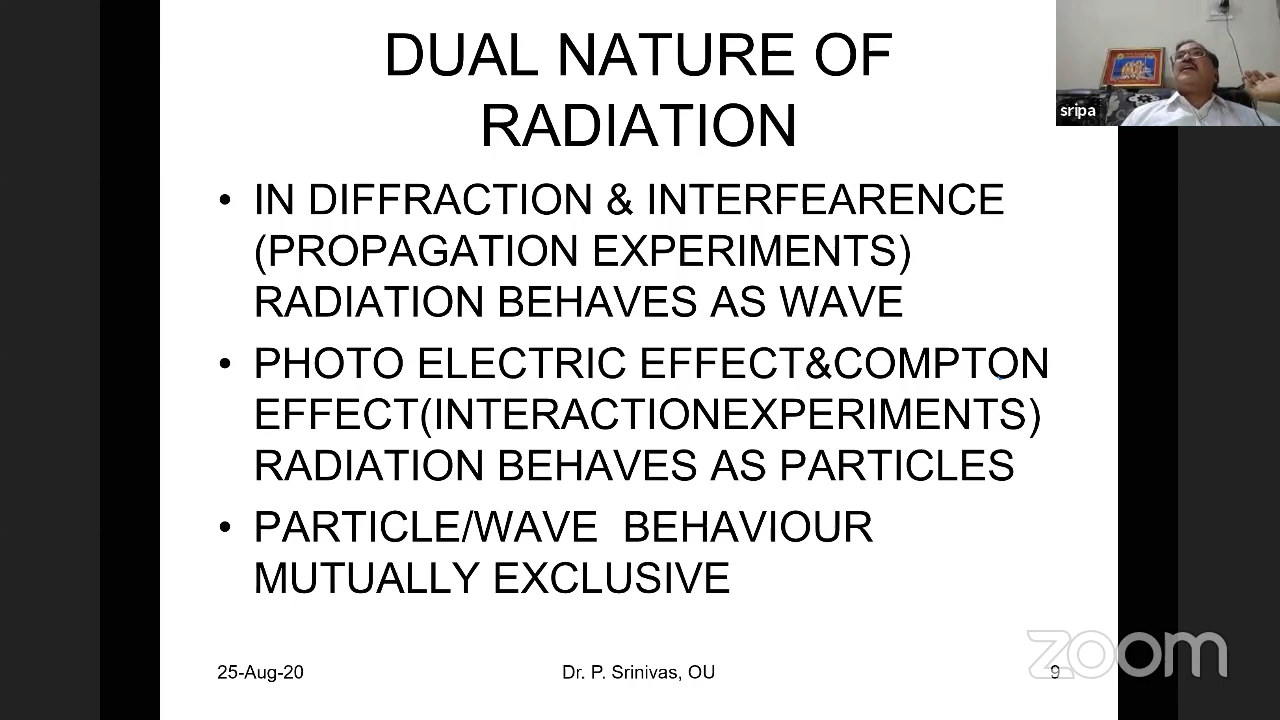 DUAL NATURE OF
RADIATION
sripa
• IN DIFFRACTION & INTERFEARENCE
(PROPAGATION EXPERIMENTS)
RADIATION BEHAVES AS WAVE
• PHOTO ELECTRIC EFFECT&COMPTON
EFFECT(INTERACTIONEXPERIMENTS)
RADIATION BEHAVES AS PARTICLES
• PARTICLE/WAVE BEHAVIOUR
MUTUALLY EXCLUSIVE
25-Aug-20
Dr. P. Srinivas, OU
9
zoom